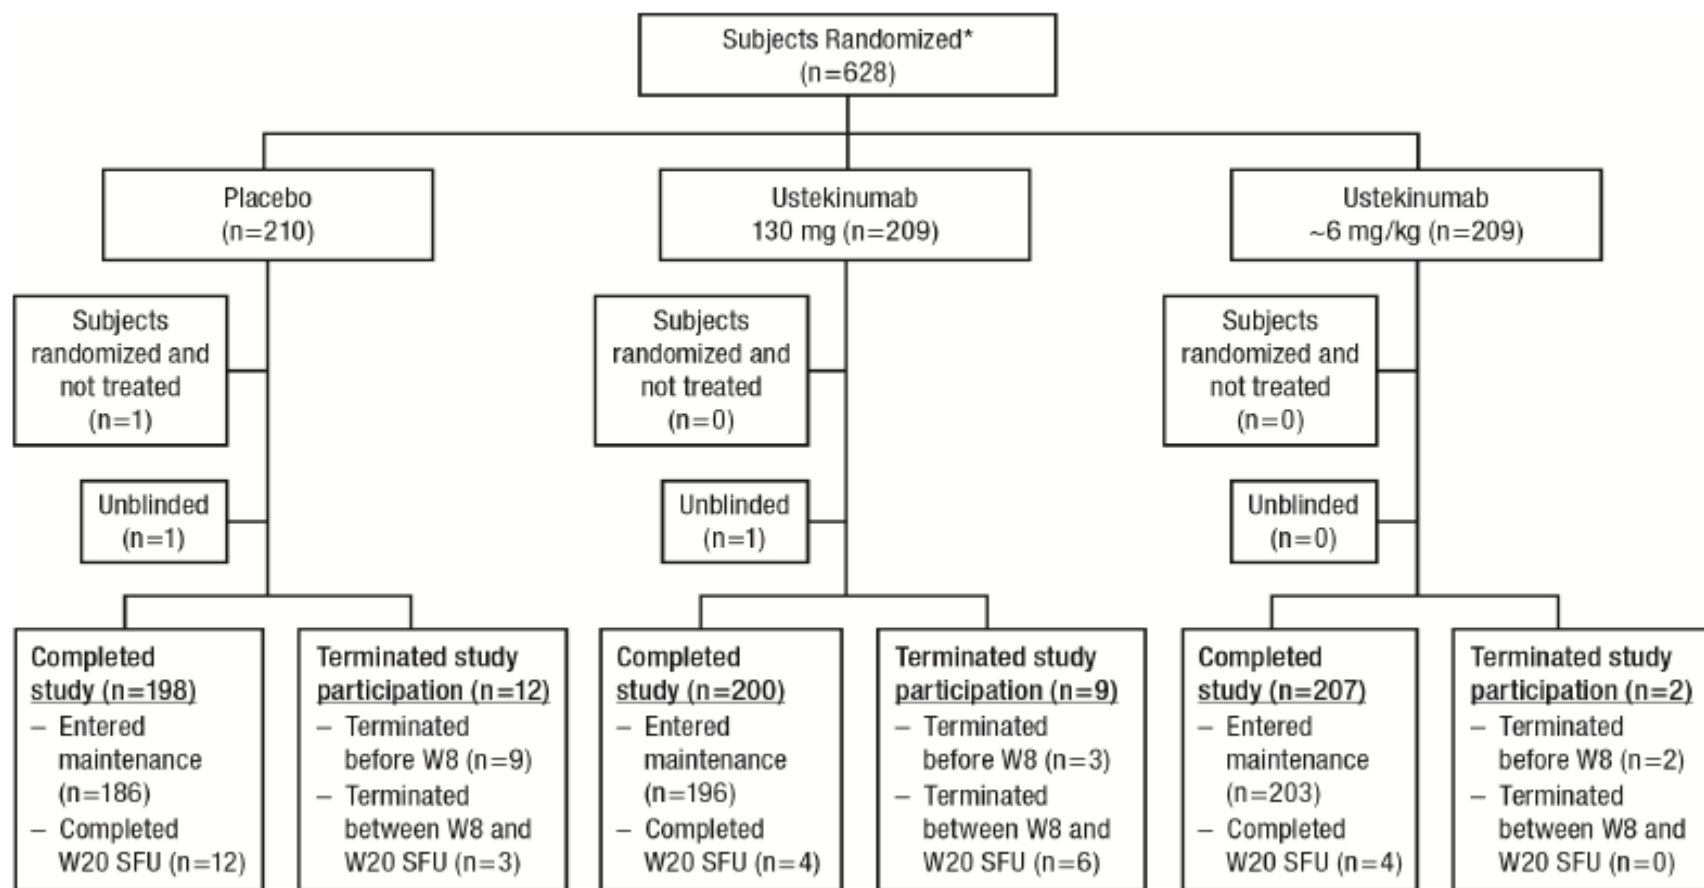 Subjects Randomized*
(n=628)
Placebo
(n=210)
Ustekinumab
130 mg (n=209)
Ustekinumab
~6 mg/kg (n=209)
Subjects
randomized and
not treated
(n=1)
Subjects
randomized and
not treated
(n=0)
Subjects
randomized and
not treated
(n=0)
Unblinded
(n=1)
Unblinded
(n=1)
Unblinded
(n=0)
Completed
study (n=198)
– Entered
maintenance
(n=186)
– Completed
W20 SFU (n=12)
Terminated study
participation (n=12)
– Terminated
before W8 (n=9)
– Terminated
between W8 and
W20 SFU (n=3)
Completed
study (n=200)
– Entered
maintenance
(n=196)
– Completed
W20 SFU (n=4)
Terminated study
participation (n=9)
– Terminated
before W8 (n=3)
– Terminated
between W8 and
W20 SFU (n=6)
Completed
study (n=207)
– Entered
maintenance
(n=203)
– Completed
W20 SFU (n=4)
Terminated study
participation (n=2)
– Terminated
before W8 (n=2)
– Terminated
between W8 and
W20 SFU (n=0)